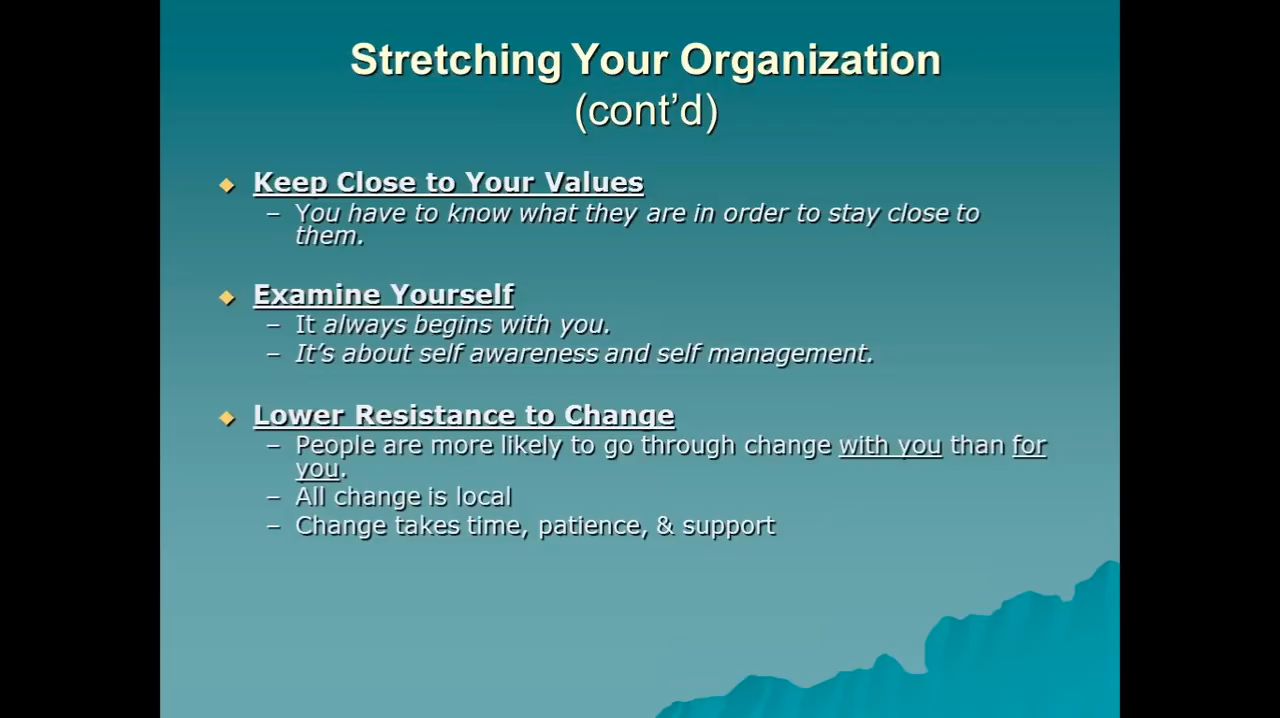 Stretching Your Organization
(cont’d)
Keep Close to Your Values
– You have to know what they are in order to stay close to
them.
Examine Yourself
– It always begins with you.
– It’s about self awareness and self management.
Lower Resistance to Change
– People are more likely to go through change with you than for
you.
– All change is local
– Change takes time, patience, & support